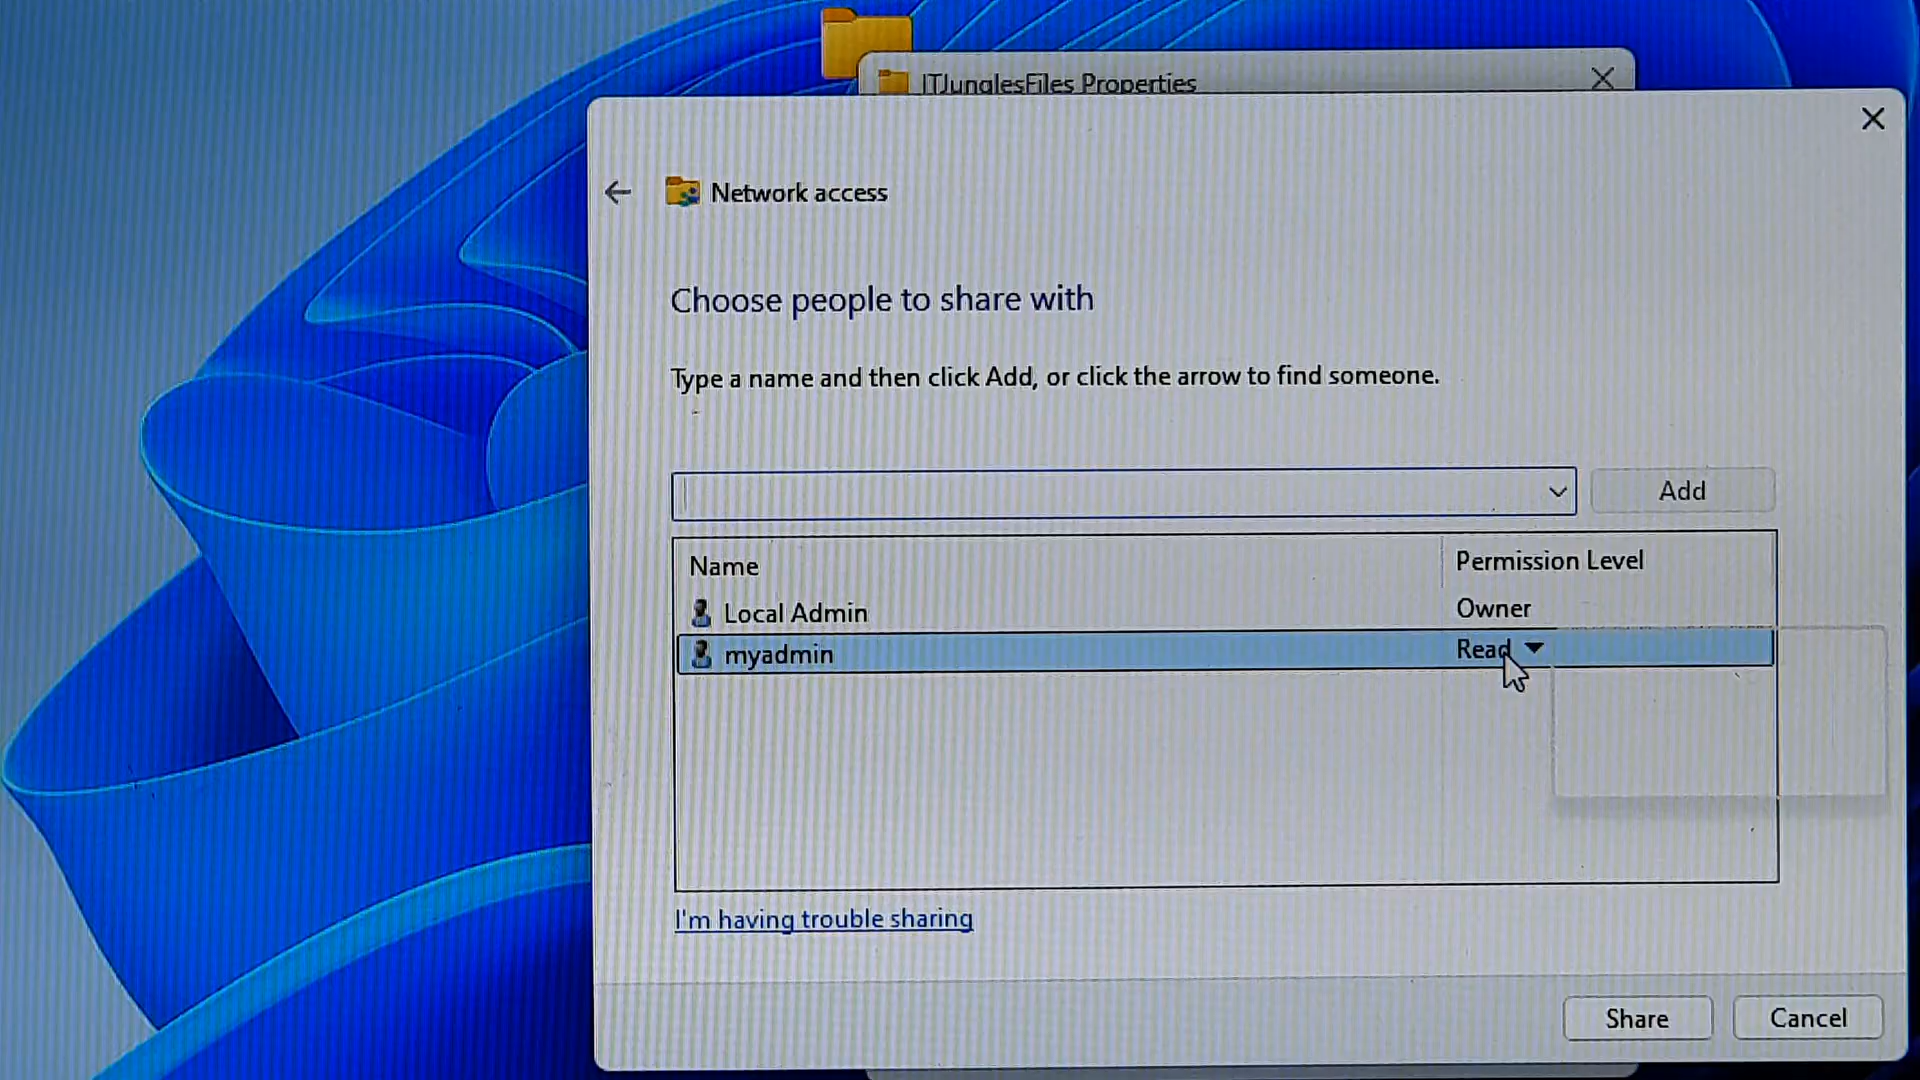 ITJunglesFiles Properties
Network access
Choose people to share with
Type a name and then click Add, or click the arrow to find someone.
Add
Name Permission Level
Local Admin Owner
myadmin Read
I'm having trouble sharing
Share Cancel